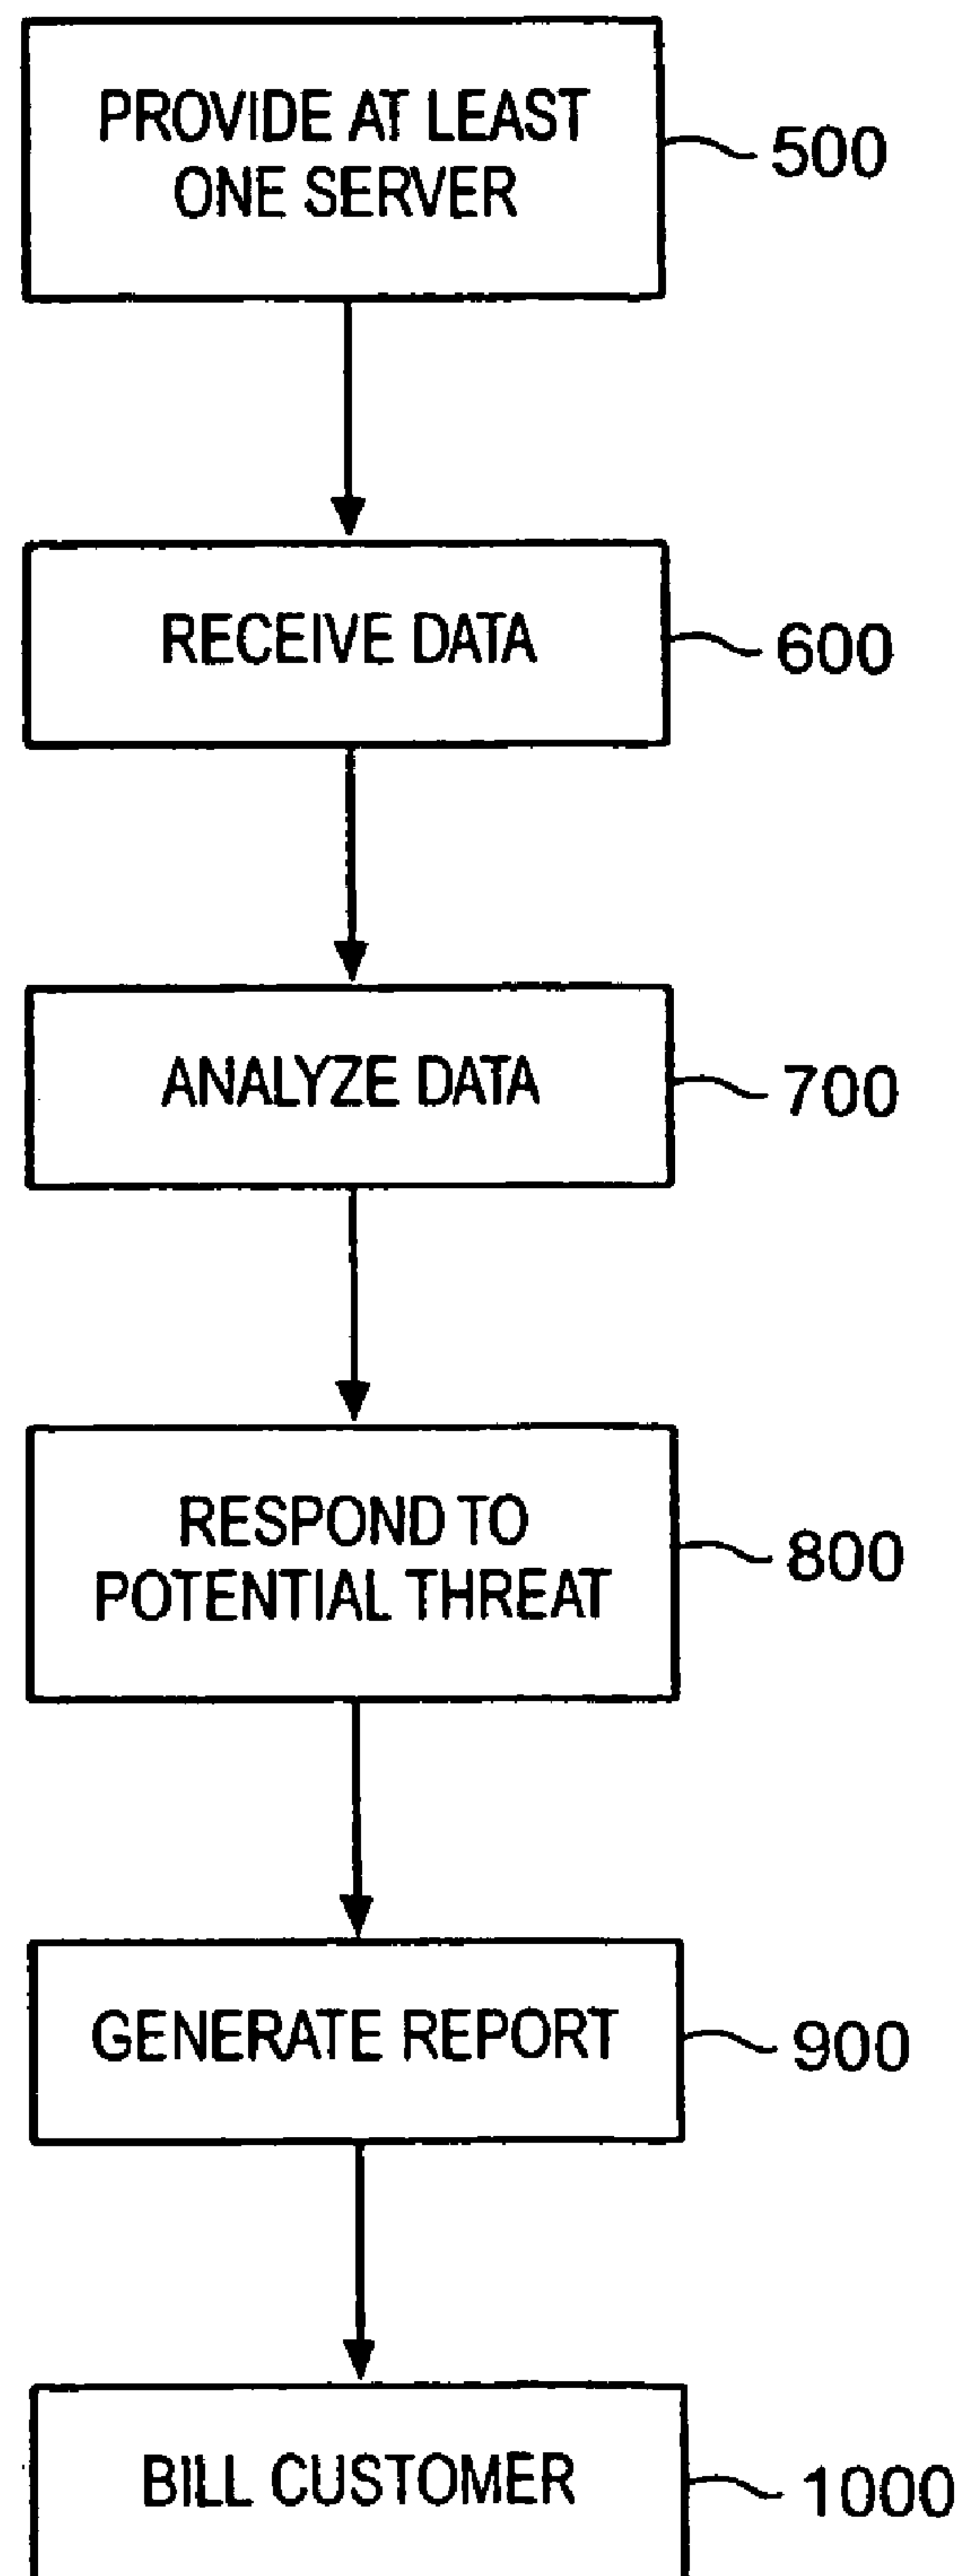 PROVIDE AT LEAST
ONE SERVER
500
RECEIVE DATA
600
ANALYZE DATA
700
RESPOND TO
POTENTIAL THREAT
800
GENERATE REPORT
900
BILL CUSTOMER
1000